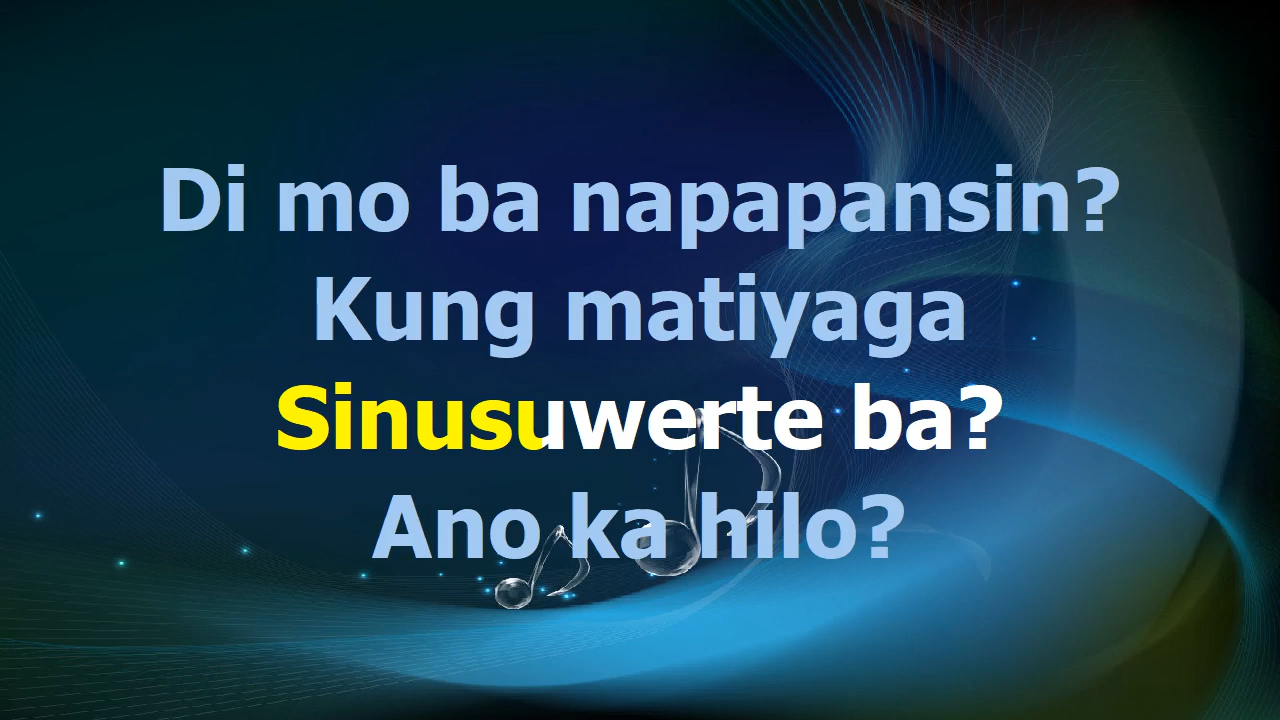 Di mo ba napapansin?
Kung matiyaga
Sinusuwerte ba?
Ano ka hilo?